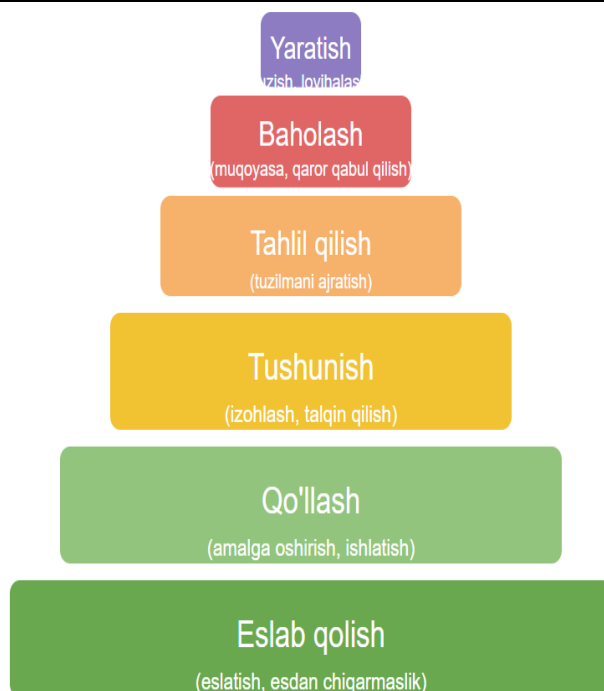 Yaratish
lovihalas
Baholash
(muqoyasa, qaror qabul qilish)
Tahlil qilish
(tuzilmani ajratish)
Tushunish
(izohlash, talqin qilish)
Qo'llash
(amalga oshirish, ishlatish)
Eslab qolish
(eslatish, esdan chiqarmaslik)